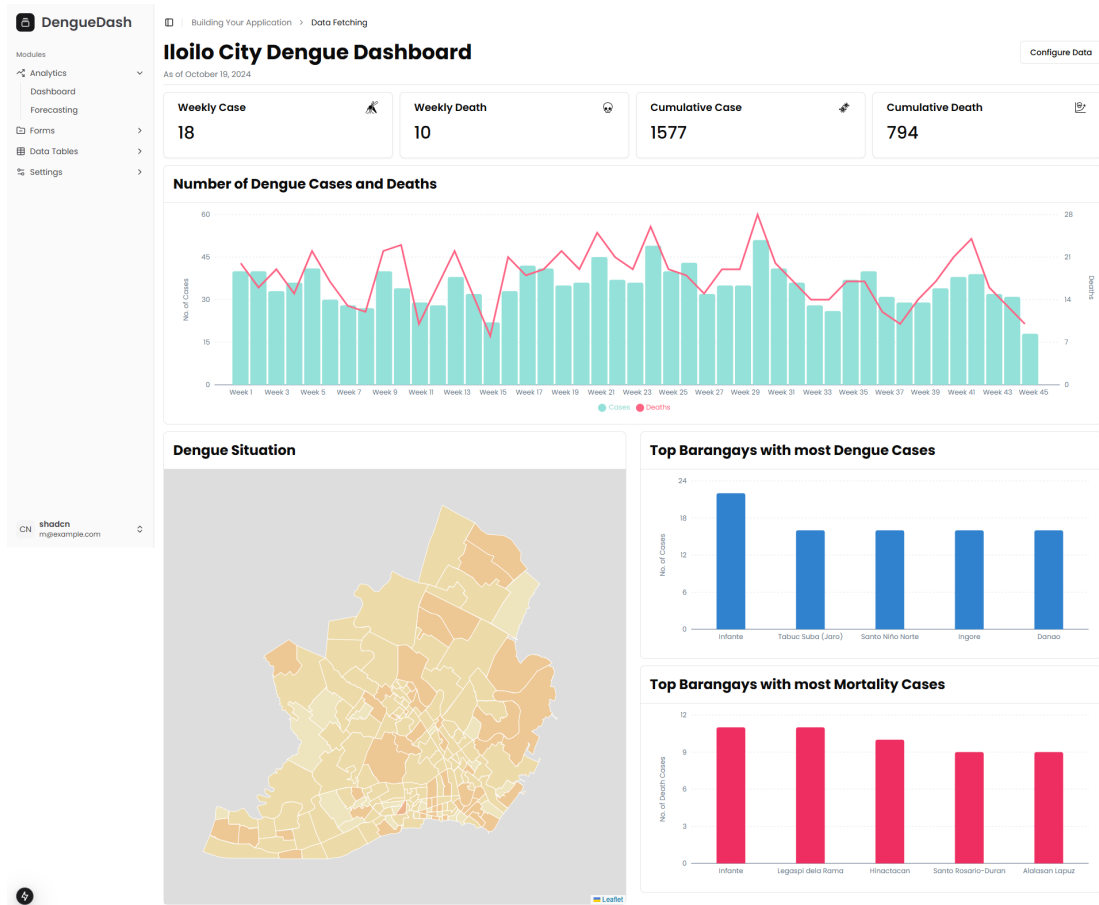 DengueDash
Modules
Analytics
Dashboard
Forecasting
Forms
Data Tables
Settings
CN
shadcn
m@example.com
Building Your Application > Data Fetching
Iloilo City Dengue Dashboard
As of October 19, 2024
Configure Data
Weekly Case
18
Weekly Death
10
Cumulative Case
1577
Cumulative Death
794
Number of Dengue Cases and Deaths
60
45
30
15
0
No. of Cases
28
21
14
7
0
Deaths
Week 1 Week 3 Week 5 Week 7 Week 9 Week 11 Week 13 Week 15 Week 17 Week 19 Week 21 Week 23 Week 25 Week 27 Week 29 Week 31 Week 33 Week 35 Week 37 Week 39 Week 41 Week 43 Week 45
Cases Deaths
Dengue Situation
Leaflet
Top Barangays with most Dengue Cases
24
18
12
6
0
No. of Cases
Infante Tabuc Suba (Jaro) Santo Niño Norte Ingore Danao
Top Barangays with most Mortality Cases
12
9
6
3
0
No. of Death Cases
Infante Legaspi dela Rama Hinactacan Santo Rosario-Duran Alalasan Lapuz